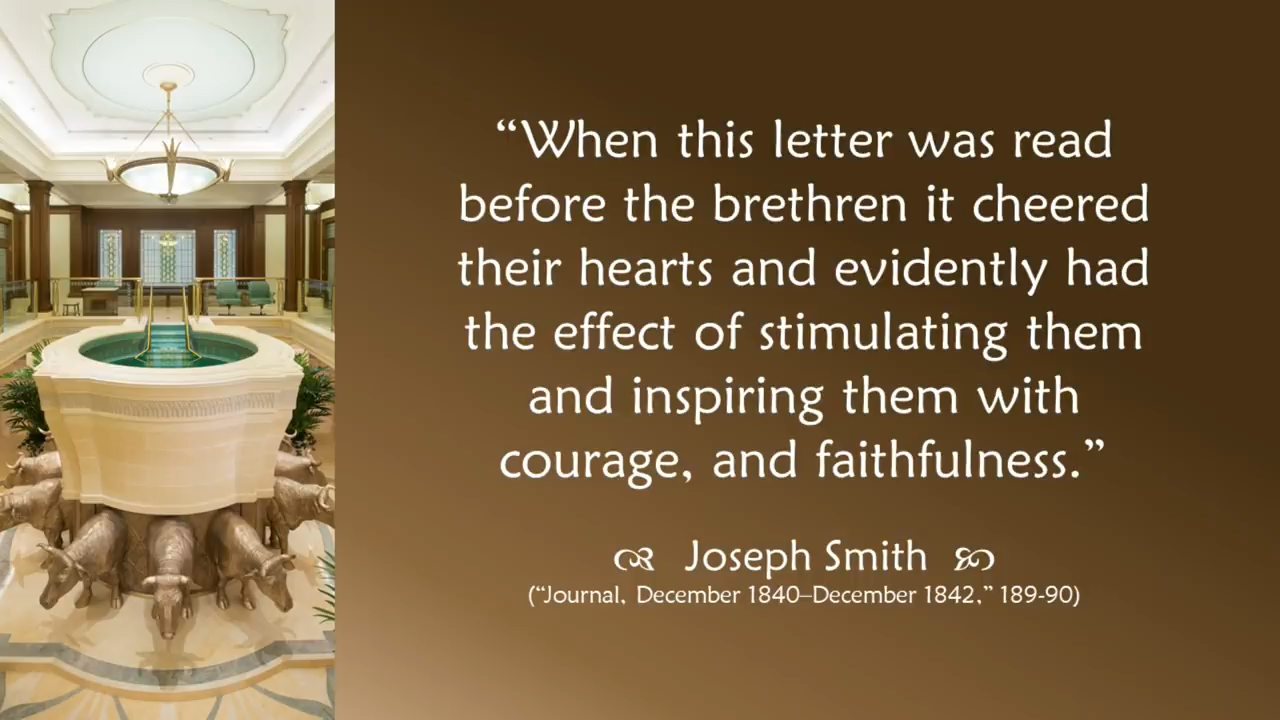 “When this letter was read
before the brethren it cheered
their hearts and evidently had
the effect of stimulating them
and inspiring them with
courage, and faithfulness.”
Joseph Smith
(“Journal, December 1840–December 1842,” 189-90)